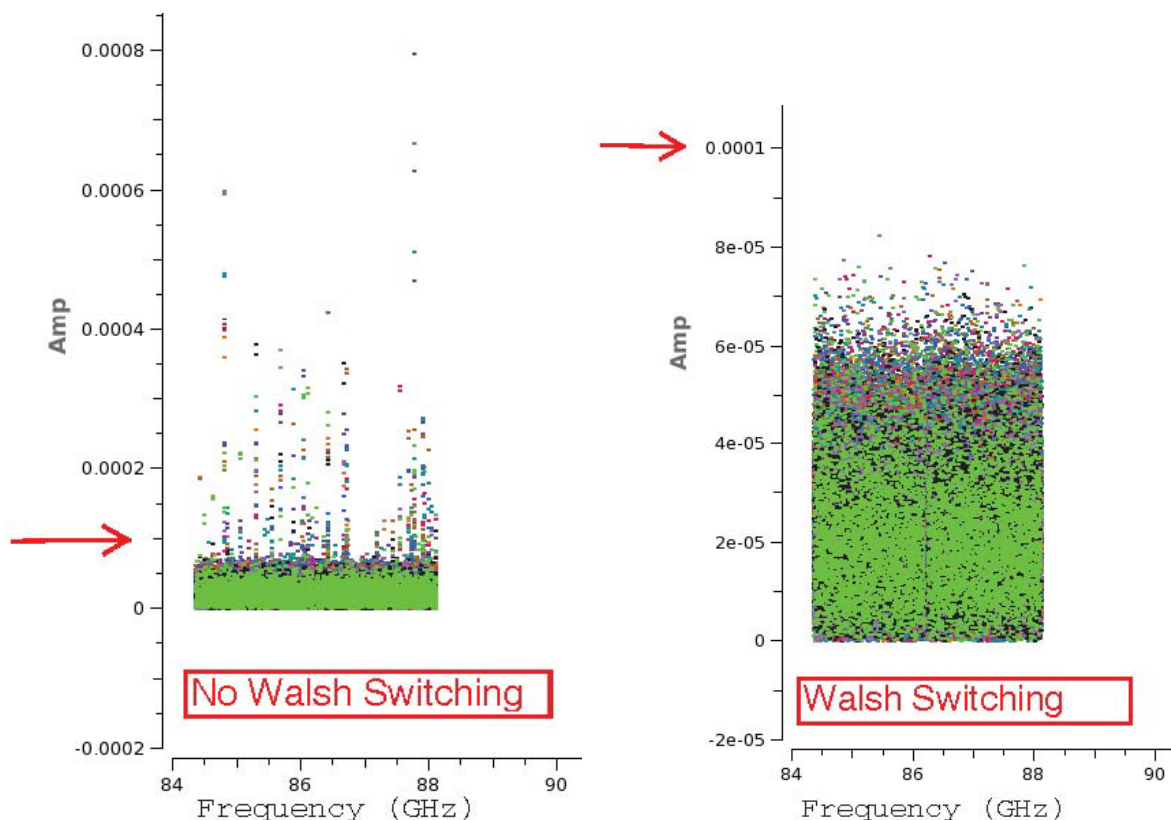 0.0008
0.0006
0.0004
0.0002
0
-0.0002
Amp
No Walsh Switching
84
86
88
90
Frequency (GHz)
0.0001
8e-05
6e-05
4e-05
2e-05
0
-2e-05
Amp
Walsh Switching
84
86
88
90
Frequency (GHz)